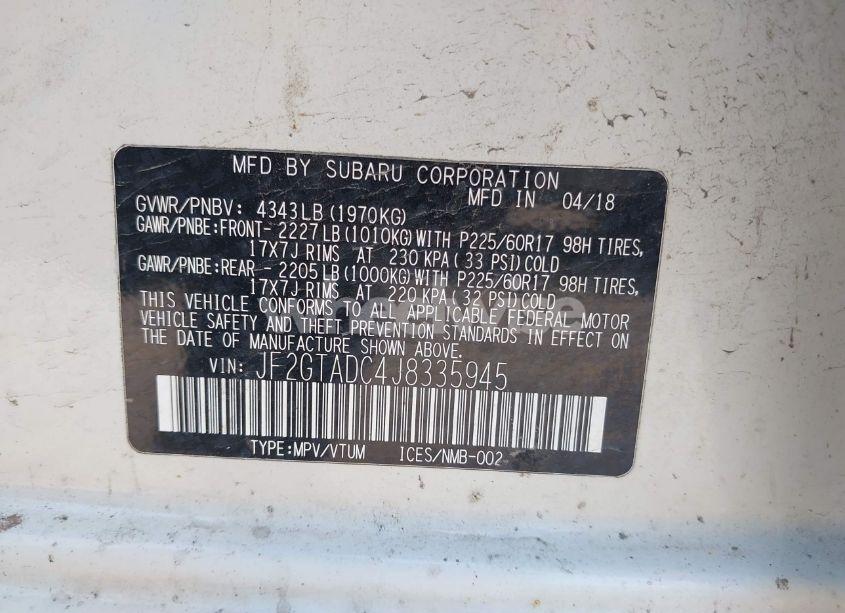 MFD BY SUBARU CORPORATION
MFD IN 04/18
GVWR/PNBV: 4343LB(1970KG)
GAWR/PNBE:FRONT- 2227LB(1010KG)WITH P225/60R17 98H TIRES,
17X7J RIMS AT 230 KPA( 33 PSI)COLD
GAWR/PNBE:REAR - 2205LB(1000KG)WITH P225/60R17 98H TIRES,
17X7J RIMS AT 220 KPA( 32 PSI)COLD
THIS VEHICLE CONFORMS TO ALL APPLICABLE FEDERAL MOTOR
VEHICLE SAFETY AND THEFT PREVENTION STANDARDS IN EFFECT ON
THE DATE OF MANUFACTURE SHOWN ABOVE.
VIN: JF2GTADC4J8335945
TYPE:MPV/VTUM ICES/NMB-002